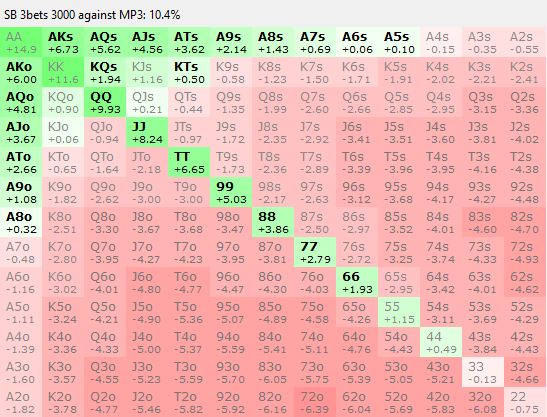 SB 3bets 3000 against MP3: 10.4%
AA AKs AQs AJs ATs A9s A8s A7s A6s A5s A4s A3s A2s
+14.9 +6.73 +5.62 +4.56 +3.62 +2.14 +1.43 +0.69 +0.06 +0.10 -0.15 -0.35 -0.55
AKo KK KQs KJs KTs K9s K8s K7s K6s K5s K4s K3s K2s
+6.00 +11.6 +1.94 +1.16 +0.50 -0.58 -1.23 -1.50 -1.71 -1.91 -2.02 -2.21 -2.41
AQo KQo QQ QJs QTs Q9s Q8s Q7s Q6s Q5s Q4s Q3s Q2s
+4.81 +0.90 +9.93 +0.21 -0.44 -1.35 -1.99 -2.60 -2.66 -2.85 -2.95 -3.15 -3.36
AJo KJo QJo JJ JTs J9s J8s J7s J6s J5s J4s J3s J2s
+3.67 +0.06 -0.94 +8.24 -0.97 -1.72 -2.35 -2.92 -3.41 -3.51 -3.60 -3.81 -4.02
ATo KTo QTo JTo TT T9s T8s T7s T6s T5s T4s T3s T2s
+2.66 -0.65 -1.64 -2.18 +6.65 -1.73 -2.36 -2.89 -3.39 -3.96 -3.95 -4.16 -4.38
A9o K9o Q9o J9o T9o 99 98s 97s 96s 95s 94s 93s 92s
+1.08 -1.82 -2.62 -3.00 -3.00 +5.03 -2.17 -2.63 -3.12 -3.68 -4.17 -4.27 -4.48
A8o K8o Q8o J8o T8o 98o 88 87s 86s 85s 84s 83s 82s
+0.32 -2.51 -3.30 -3.67 -3.68 -3.47 +3.86 -2.50 -2.97 -3.52 -4.01 -4.60 -4.70
A7o K7o Q7o J7o T7o 97o 87o 77 76s 75s 74s 73s 72s
-0.48 -2.80 -3.95 -4.27 -4.23 -3.95 -3.81 +2.79 -2.72 -3.25 -3.74 -4.33 -4.93
A6o K6o Q6o J6o T6o 96o 86o 76o 66 65s 64s 63s 62s
-1.16 -3.02 -4.01 -4.80 -4.77 -4.47 -4.30 -4.03 +1.93 -2.95 -3.42 -4.01 -4.62
A5o K5o Q5o J5o T5o 95o 85o 75o 65o 55 54s 53s 52s
-1.11 -3.24 -4.21 -4.90 -5.36 -5.07 -4.89 -4.58 -4.26 +1.15 -3.11 -3.69 -4.29
A4o K4o Q4o J4o T4o 94o 84o 74o 64o 54o 44 43s 42s
-1.39 -3.36 -4.33 -5.00 -5.37 -5.59 -5.41 -5.11 -4.76 -4.43 +0.49 -3.84 -4.43
A3o K3o Q3o J3o T3o 93o 83o 73o 63o 53o 43o 33 32s
-1.60 -3.57 -4.55 -5.23 -5.59 -5.70 -6.05 -5.75 -5.39 -5.05 -5.21 -0.13 -4.66
A2o K2o Q2o J2o T2o 92o 82o 72o 62o 52o 42o 32o 22
-1.82 -3.78 -4.77 -5.46 -5.82 -5.92 -6.16 -6.39 -6.04 -5.69 -5.83 -6.08 -0.75